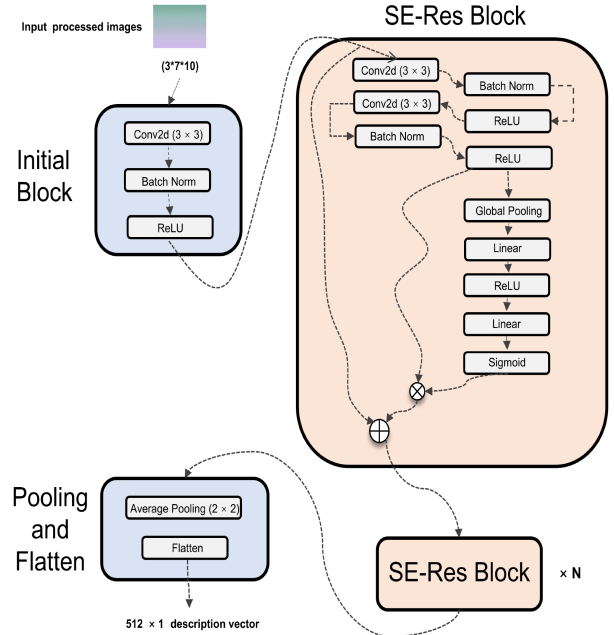 Input processed images
(3*7*10)
Initial
Block
Conv2d (3 × 3)
Batch Norm
ReLU
SE-Res Block
Conv2d (3 × 3)
Batch Norm
ReLU
Conv2d (3 × 3)
Batch Norm
ReLU
Global Pooling
Linear
ReLU
Linear
Sigmoid
SE-Res Block
× N
Pooling
and
Flatten
Average Pooling (2 × 2)
Flatten
512 × 1 description vector